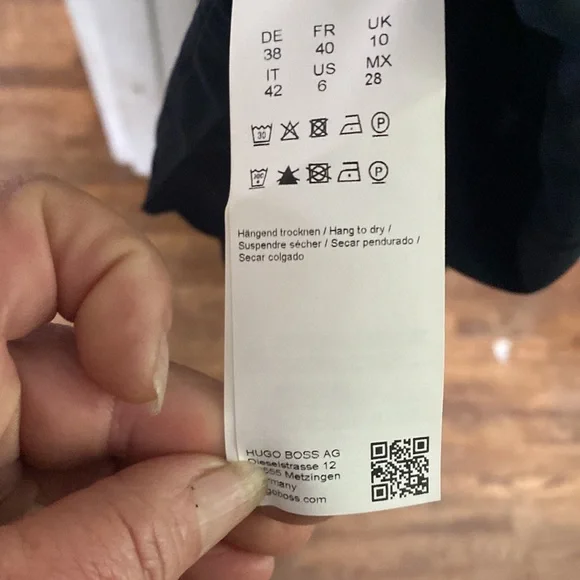 DE FR UK
38 40 10
IT US MX
42 6 28
30 P
P
Hängend trocknen / Hang to dry /
Suspendre sécher / Secar pendurado /
Secar colgado
HUGO BOSS AG
Dieselstrasse 12
Metzingen